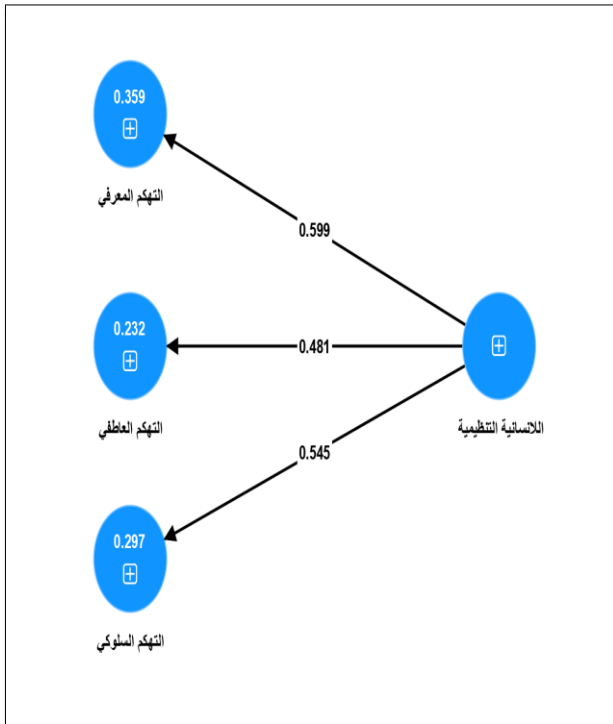 0.359
التهكم المعرفي
0.599
0.232
التهكم العاطفي
0.481
اللانسانية التنظيمية
0.545
0.297
التهكم السلوكي